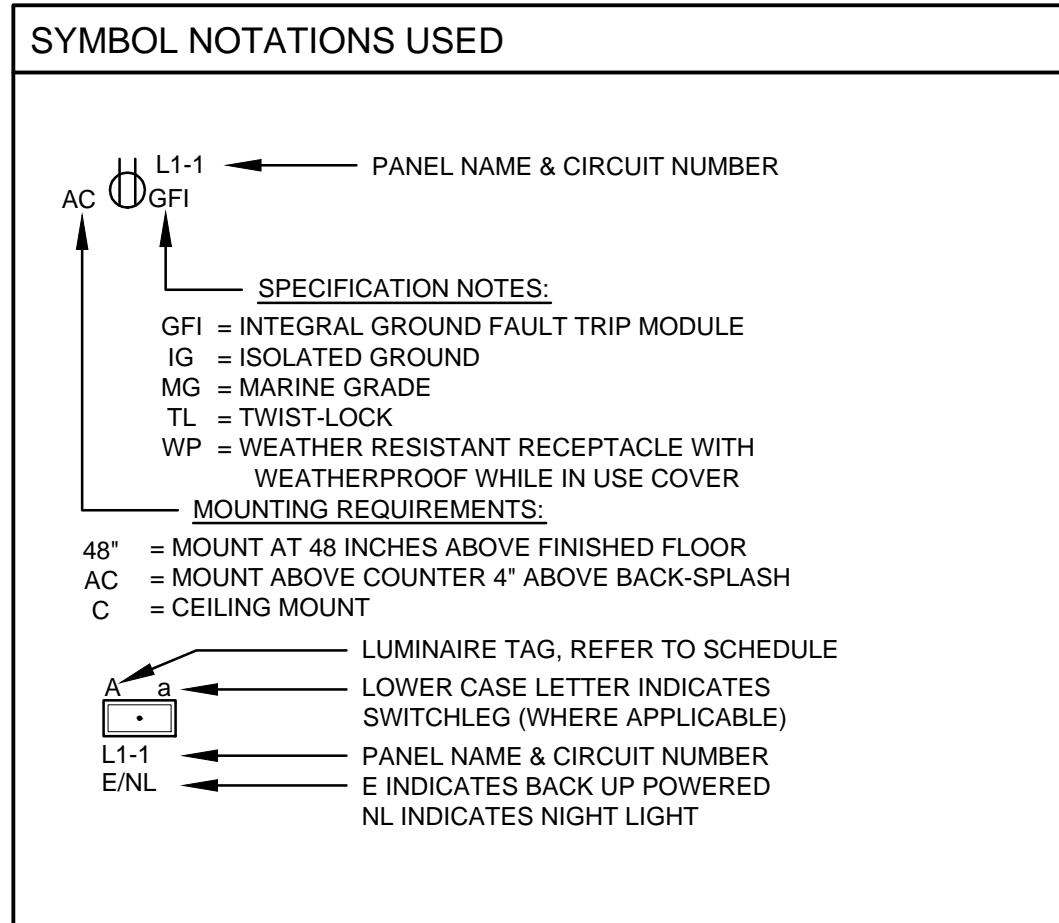 SYMBOL NOTATIONS USED
L1-1 PANEL NAME & CIRCUIT NUMBER
AC GFI
SPECIFICATION NOTES:
GFI = INTEGRAL GROUND FAULT TRIP MODULE
IG = ISOLATED GROUND
MG = MARINE GRADE
TL = TWIST-LOCK
WP = WEATHER RESISTANT RECEPTACLE WITH
WEATHERPROOF WHILE IN USE COVER
MOUNTING REQUIREMENTS:
48" = MOUNT AT 48 INCHES ABOVE FINISHED FLOOR
AC = MOUNT ABOVE COUNTER 4" ABOVE BACK-SPLASH
C = CEILING MOUNT
LUMINAIRE TAG, REFER TO SCHEDULE
A a LOWER CASE LETTER INDICATES
SWITCHLEG (WHERE APPLICABLE)
L1-1 PANEL NAME & CIRCUIT NUMBER
E/NL E INDICATES BACK UP POWERED
NL INDICATES NIGHT LIGHT